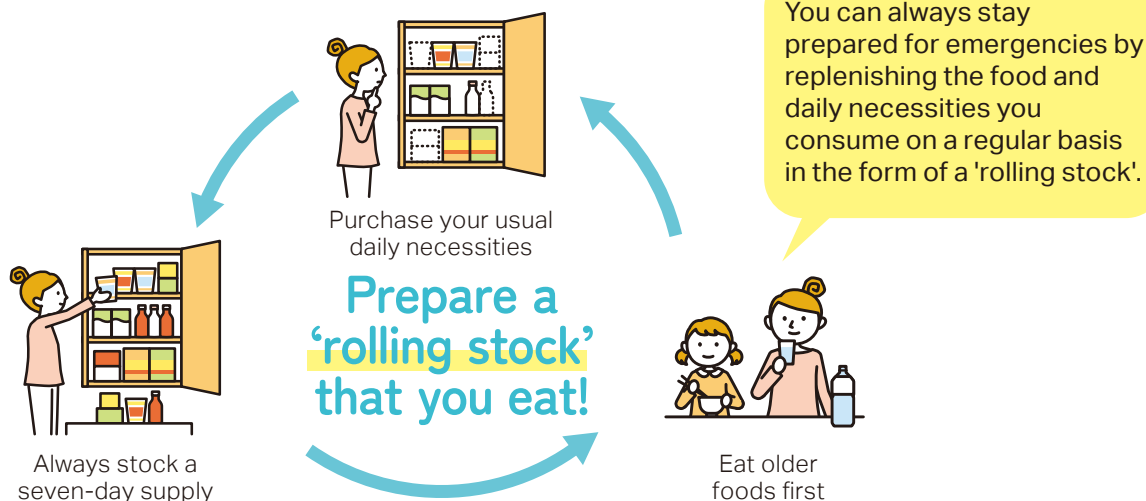 You can always stay
prepared for emergencies by
replenishing the food and
daily necessities you
consume on a regular basis
in the form of a 'rolling stock'.
Purchase your usual
daily necessities
Prepare a
‘rolling stock’
that you eat!
Always stock a
seven-day supply
Eat older
foods first